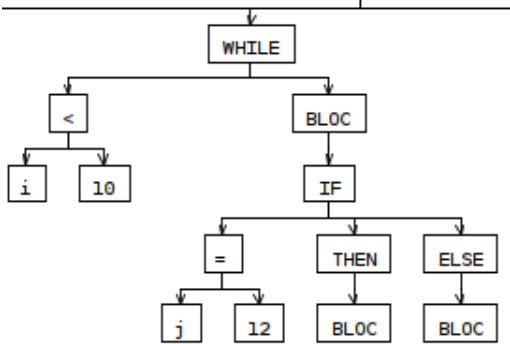 WHILE
< BLOC
i 10 IF
= THEN ELSE
j 12 BLOC BLOC